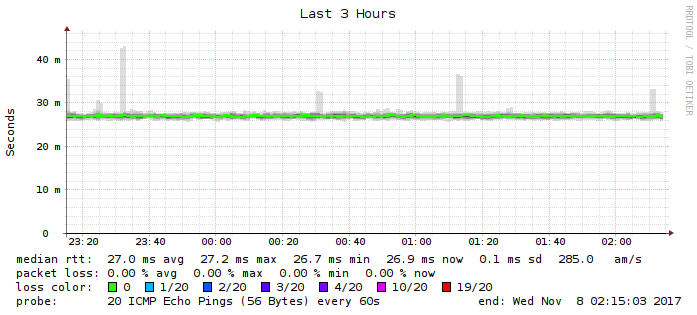 Last 3 Hours
RRDTOOL / TOBI OETIKER
Seconds
40 m
30 m
20 m
10 m
0
23:20 23:40 00:00 00:20 00:40 01:00 01:20 01:40 02:00
median rtt: 27.0 ms avg 27.2 ms max 26.7 ms min 26.9 ms now 0.1 ms sd 285.0 am/s
packet loss: 0.00 % avg 0.00 % max 0.00 % min 0.00 % now
loss color: 0 1/20 2/20 3/20 4/20 10/20 19/20
probe: 20 ICMP Echo Pings (56 Bytes) every 60s end: Wed Nov 8 02:15:03 2017